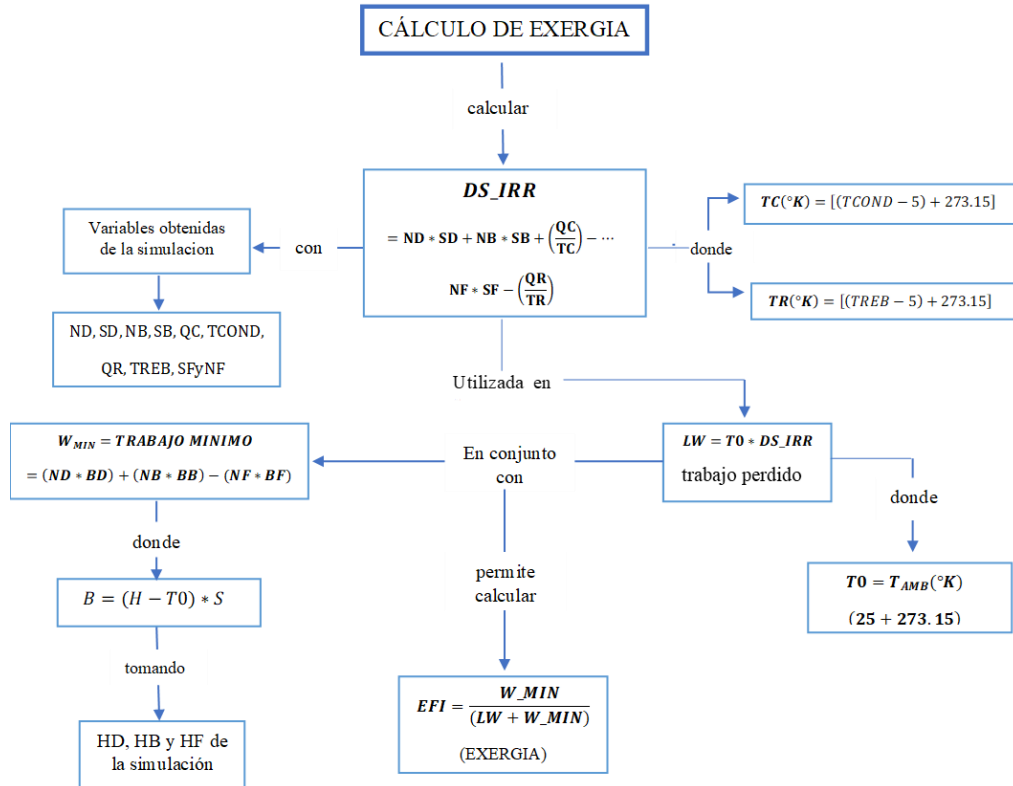 CÁLCULO DE EXERGIA
calcular
DS_IRR
= ND * SD + NB * SB + (QC/TC) − ⋯
NF * SF − (QR/TR)
con
Variables obtenidas
de la simulacion
ND, SD, NB, SB, QC, TCOND,
QR, TREB, SFyNF
donde
TC(°K) = [(TCOND − 5) + 273.15]
TR(°K) = [(TREB − 5) + 273.15]
Utilizada en
LW = T0 * DS_IRR
trabajo perdido
donde
T0 = T_AMB(°K)
(25 + 273.15)
En conjunto
con
W_MIN = TRABAJO MINIMO
= (ND * BD) + (NB * BB) − (NF * BF)
donde
B = (H − T0) * S
tomando
HD, HB y HF de
la simulación
permite
calcular
EFI = W_MIN/(LW + W_MIN)
(EXERGIA)